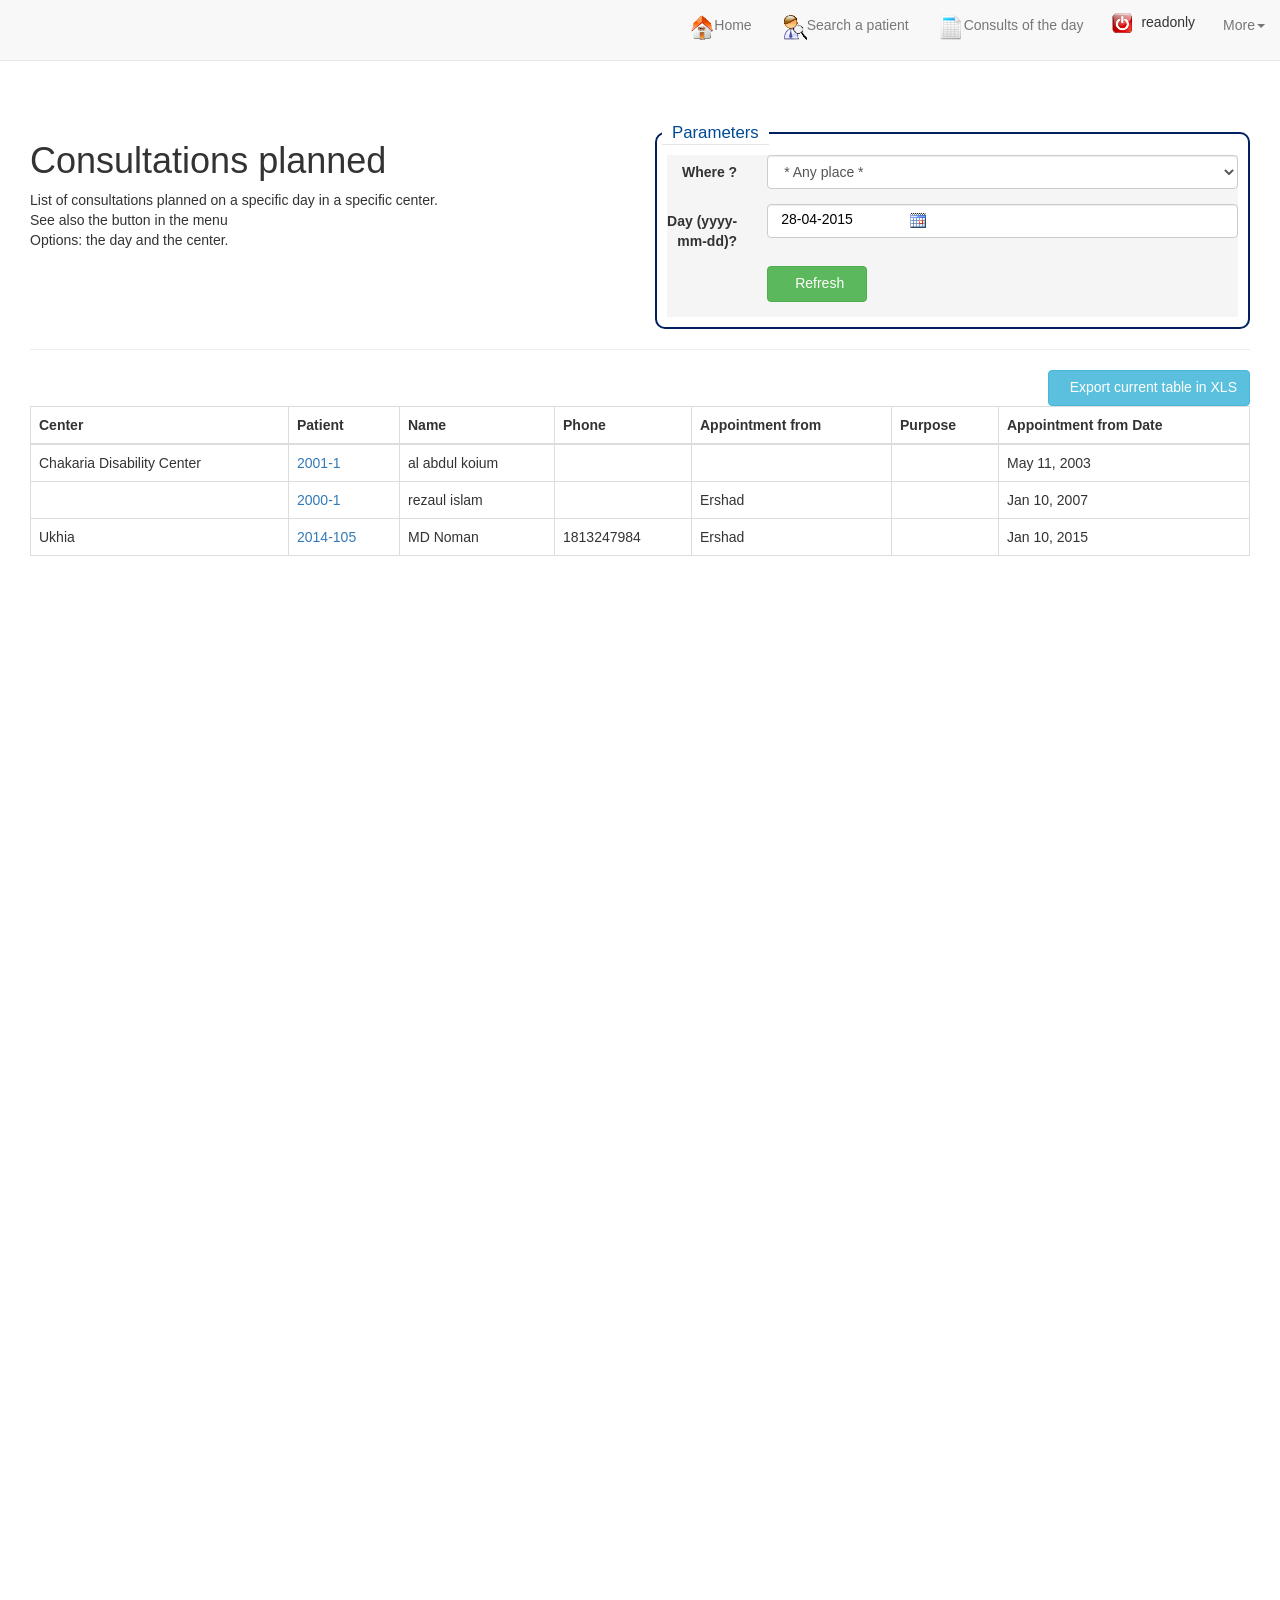 Home Search a patient Consults of the day readonly More
Consultations planned
List of consultations planned on a specific day in a specific center.
See also the button in the menu
Options: the day and the center.
Parameters
Where ? * Any place *
Day (yyyy-
mm-dd)? 28-04-2015
Refresh
Export current table in XLS
Center Patient Name Phone Appointment from Purpose Appointment from Date
Chakaria Disability Center 2001-1 al abdul koium May 11, 2003
2000-1 rezaul islam Ershad Jan 10, 2007
Ukhia 2014-105 MD Noman 1813247984 Ershad Jan 10, 2015